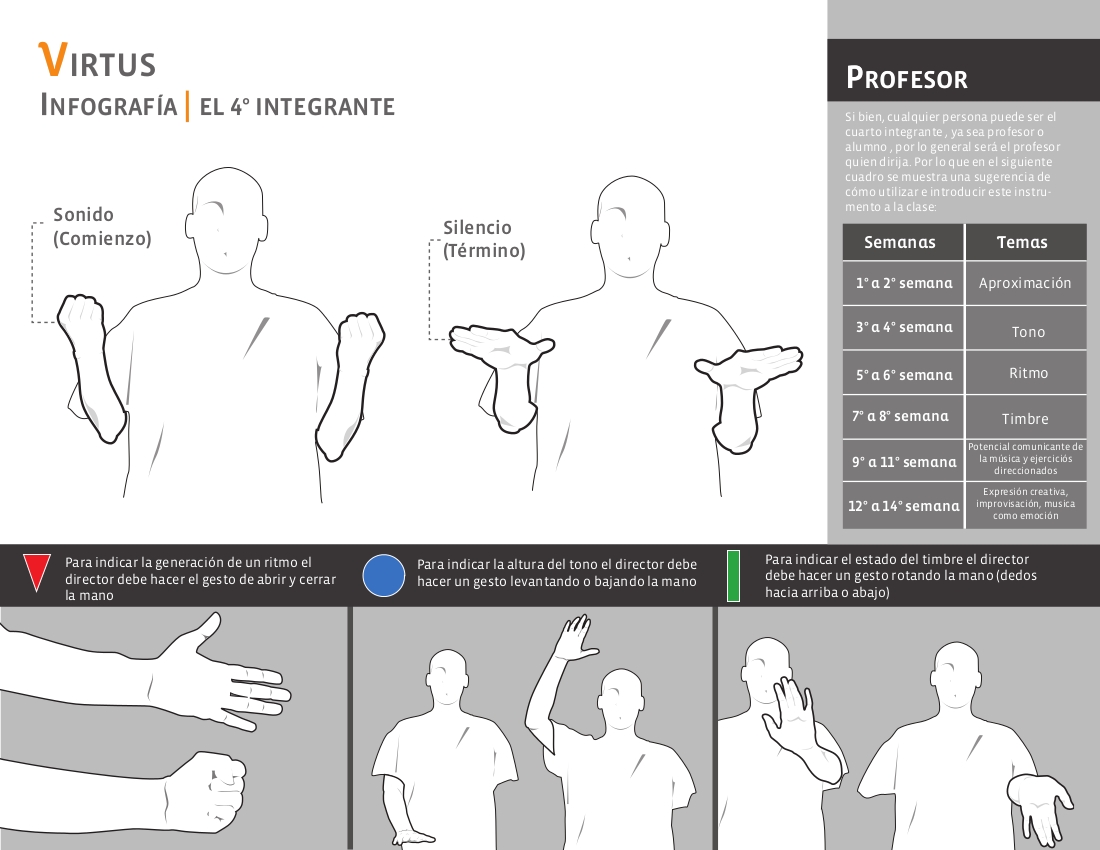 VIRTUS
INFOGRAFÍA | EL 4° INTEGRANTE
Sonido
(Comienzo)
Silencio
(Término)
PROFESOR
Si bien, cualquier persona puede ser el
cuarto integrante , ya sea profesor o
alumno , por lo general será el profesor
quien dirija. Por lo que en el siguiente
cuadro se muestra una sugerencia de
cómo utilizar e introducir este instru-
mento a la clase:
Semanas Temas
1° a 2° semana Aproximación
3° a 4° semana Tono
5° a 6° semana Ritmo
7° a 8° semana Timbre
9° a 11° semana
Potencial comunicante de
la música y ejerciciós
direccionados
12° a 14° semana
Expresión creativa,
improvisación, musica
como emoción
Para indicar la generación de un ritmo el
director debe hacer el gesto de abrir y cerrar
la mano
Para indicar la altura del tono el director debe
hacer un gesto levantando o bajando la mano
Para indicar el estado del timbre el director
debe hacer un gesto rotando la mano (dedos
hacia arriba o abajo)